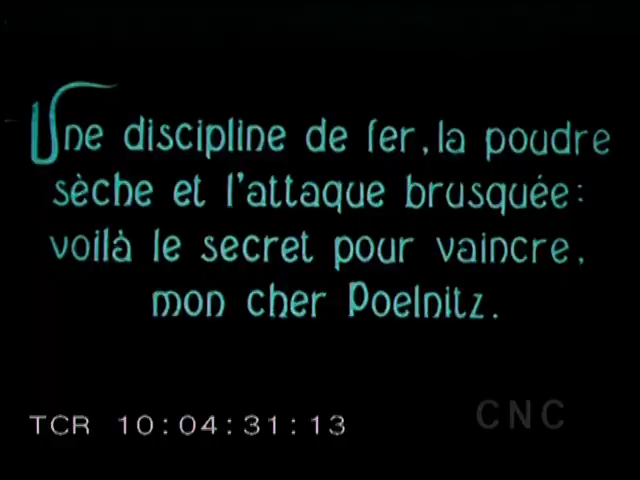 Une discipline de fer, la poudre
sèche et l'attaque brusquée :
voilà le secret pour vaincre,
mon cher Poelnitz.
CNC
TCR 10:04:31:13